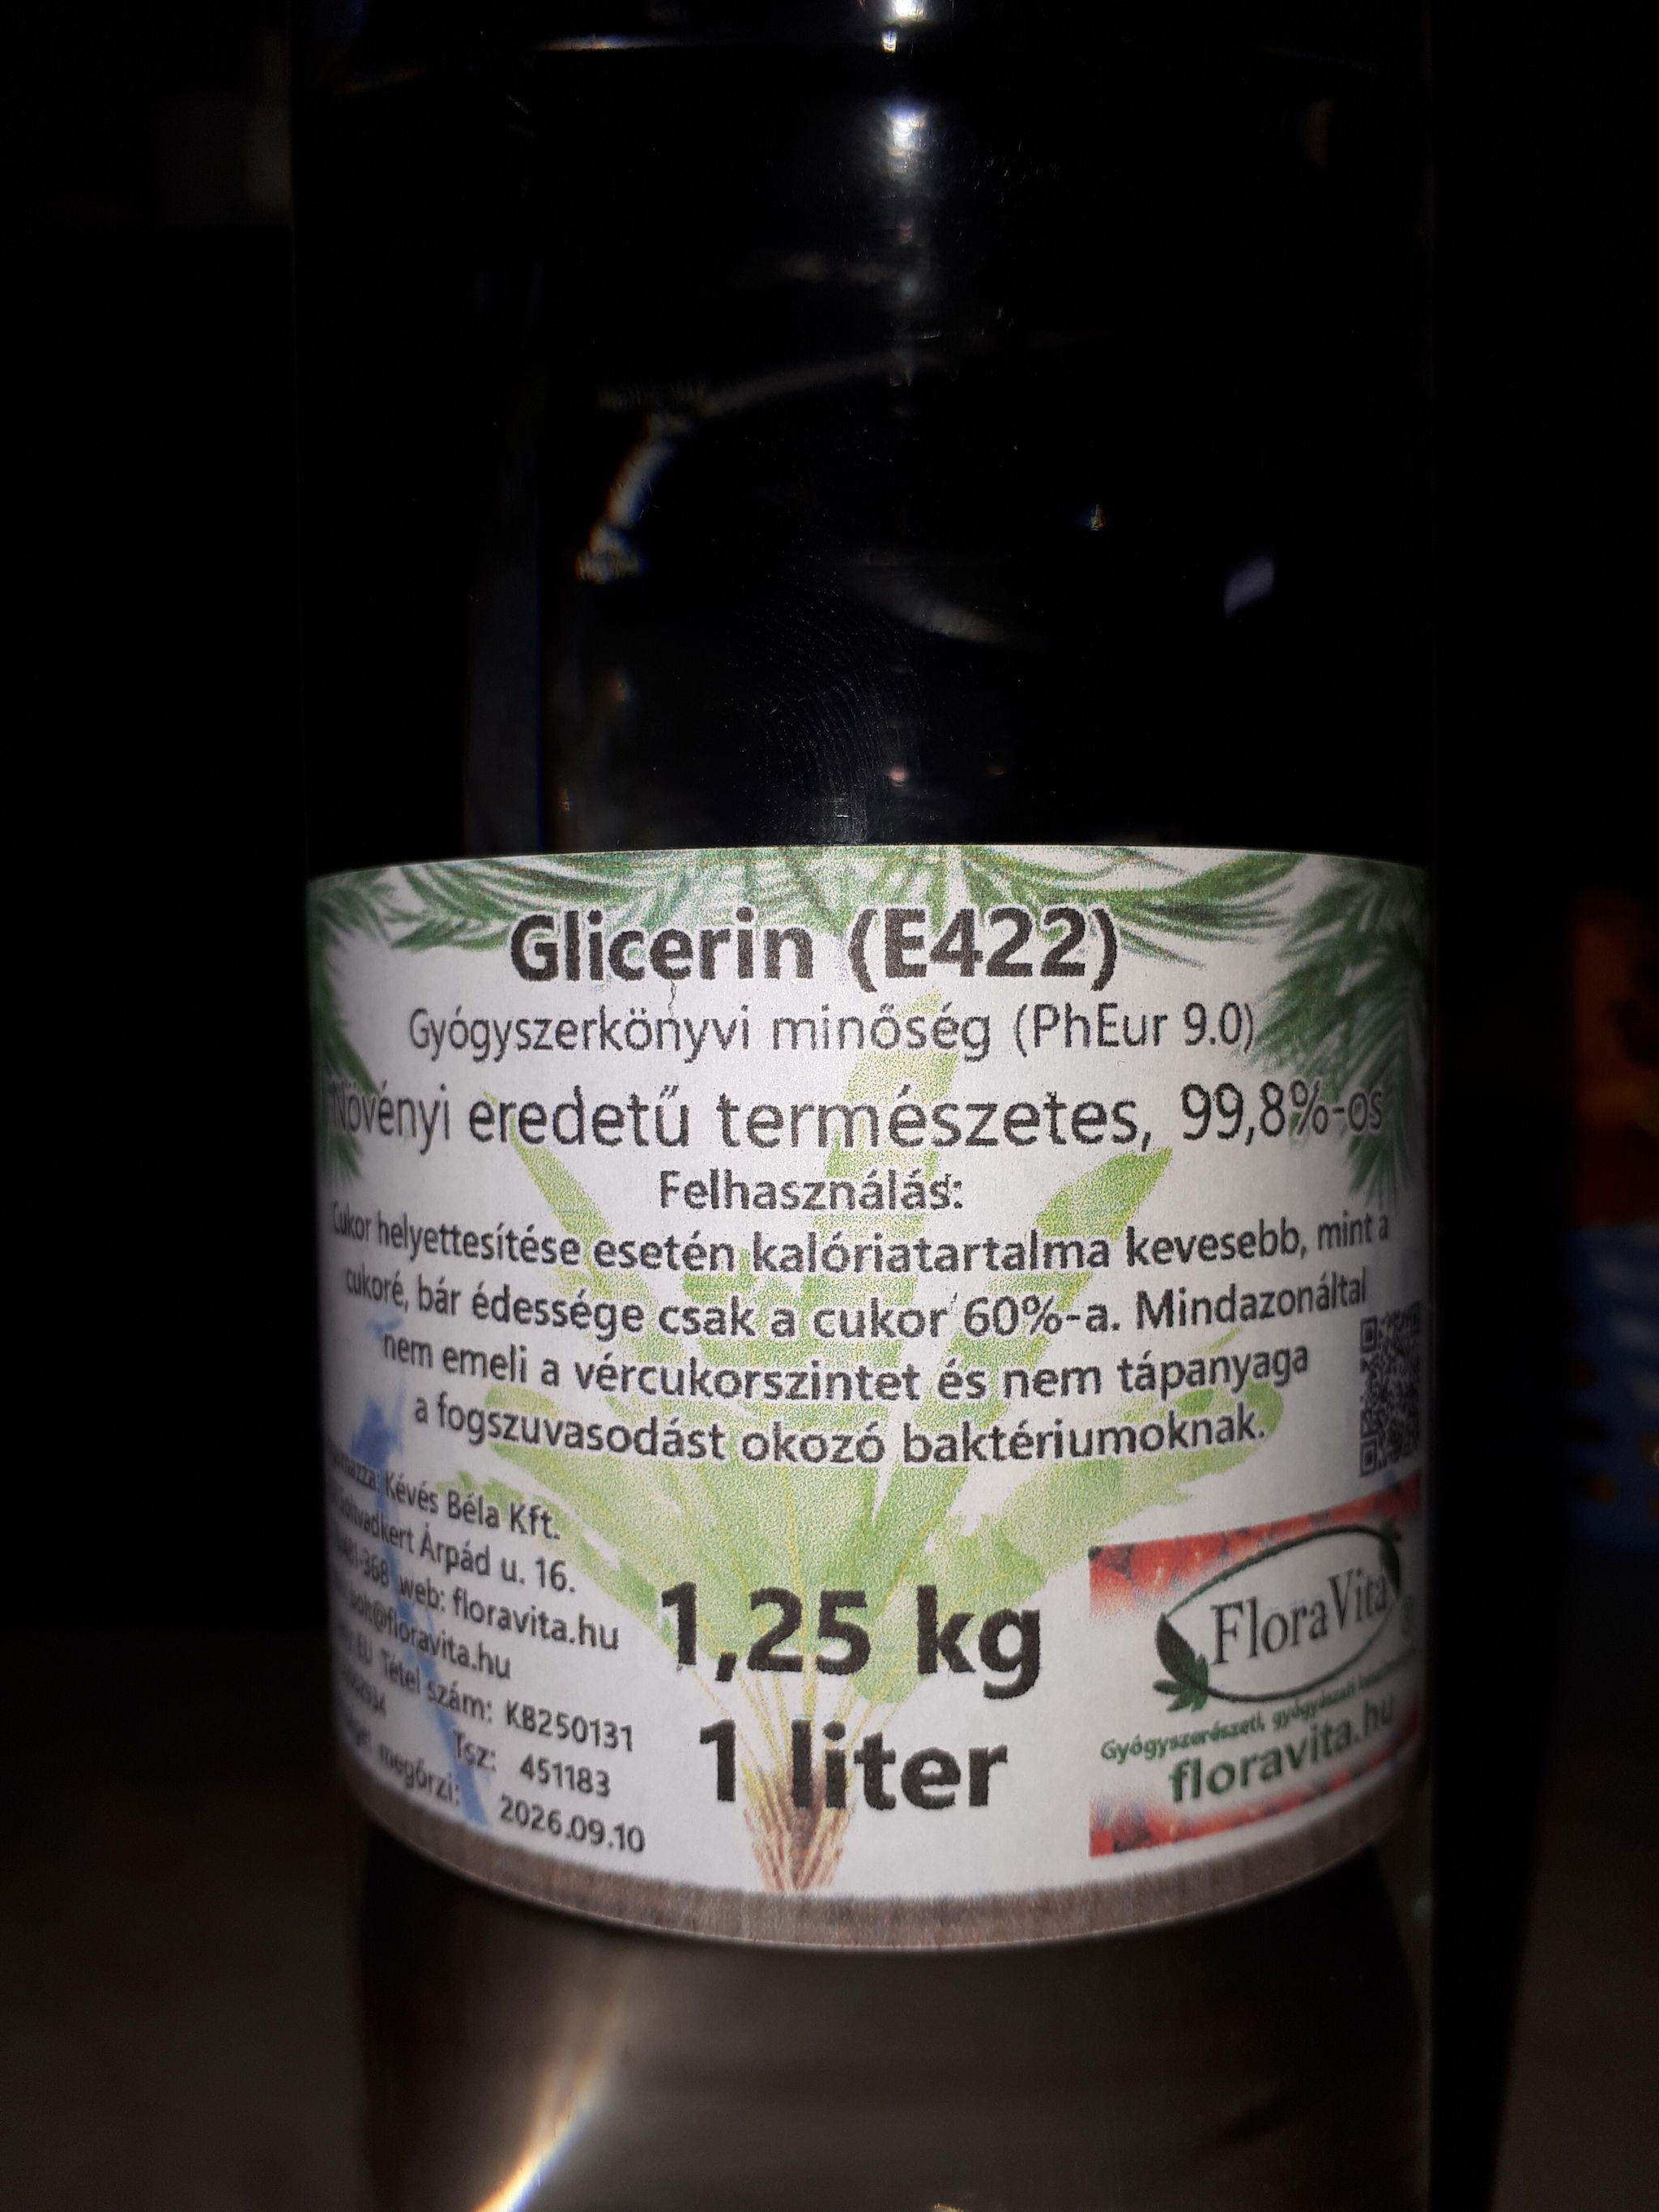 Glicerin (E422)
Gyógyszerkönyvi minőség (PhEur 9.0)
Növényi eredetű természetes, 99,8%-os
Felhasználás:
Cukor helyettesítése esetén kalóriatartalma kevesebb, mint a
cukoré, bár édessége csak a cukor 60%-a. Mindazonáltal
nem emeli a vércukorszintet és nem tápanyaga
a fogszuvasodást okozó baktériumoknak.
Kévés Béla Kft.
Árpád u. 16.
web: floravita.hu
Tétel szám: KB250131
Tsz: 451183
megőrzi: 2026.09.10
1,25 kg
1 liter
FloraVita
Gyógyszerészeti, gyógyászati
floravita.hu